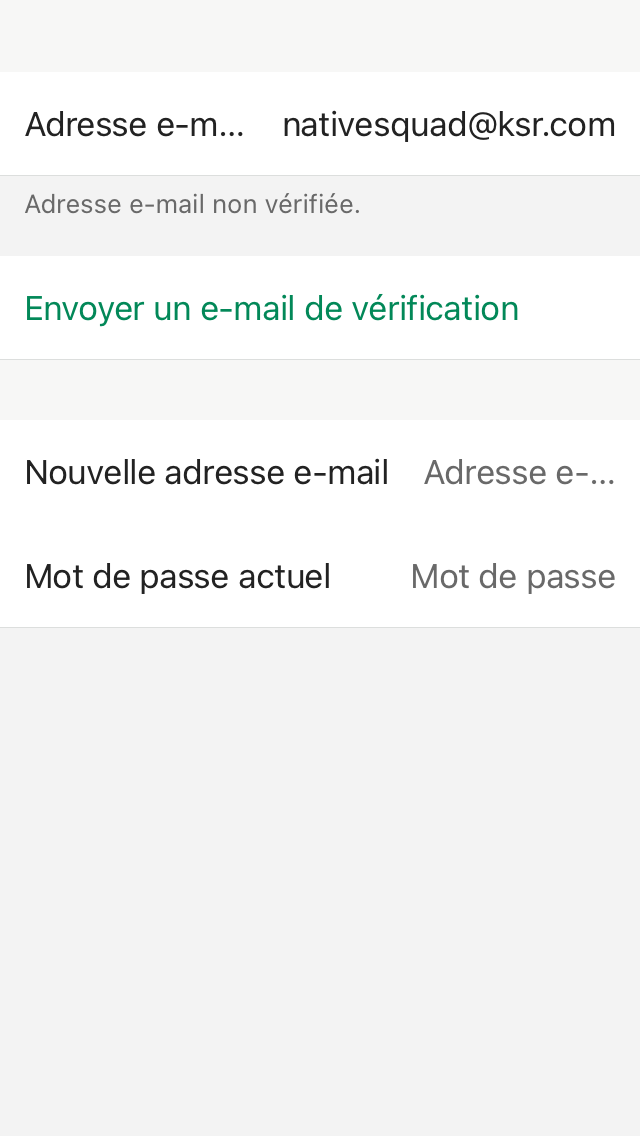 Adresse e-m... nativesquad@ksr.com
Adresse e-mail non vérifiée.
Envoyer un e-mail de vérification
Nouvelle adresse e-mail Adresse e-...
Mot de passe actuel Mot de passe